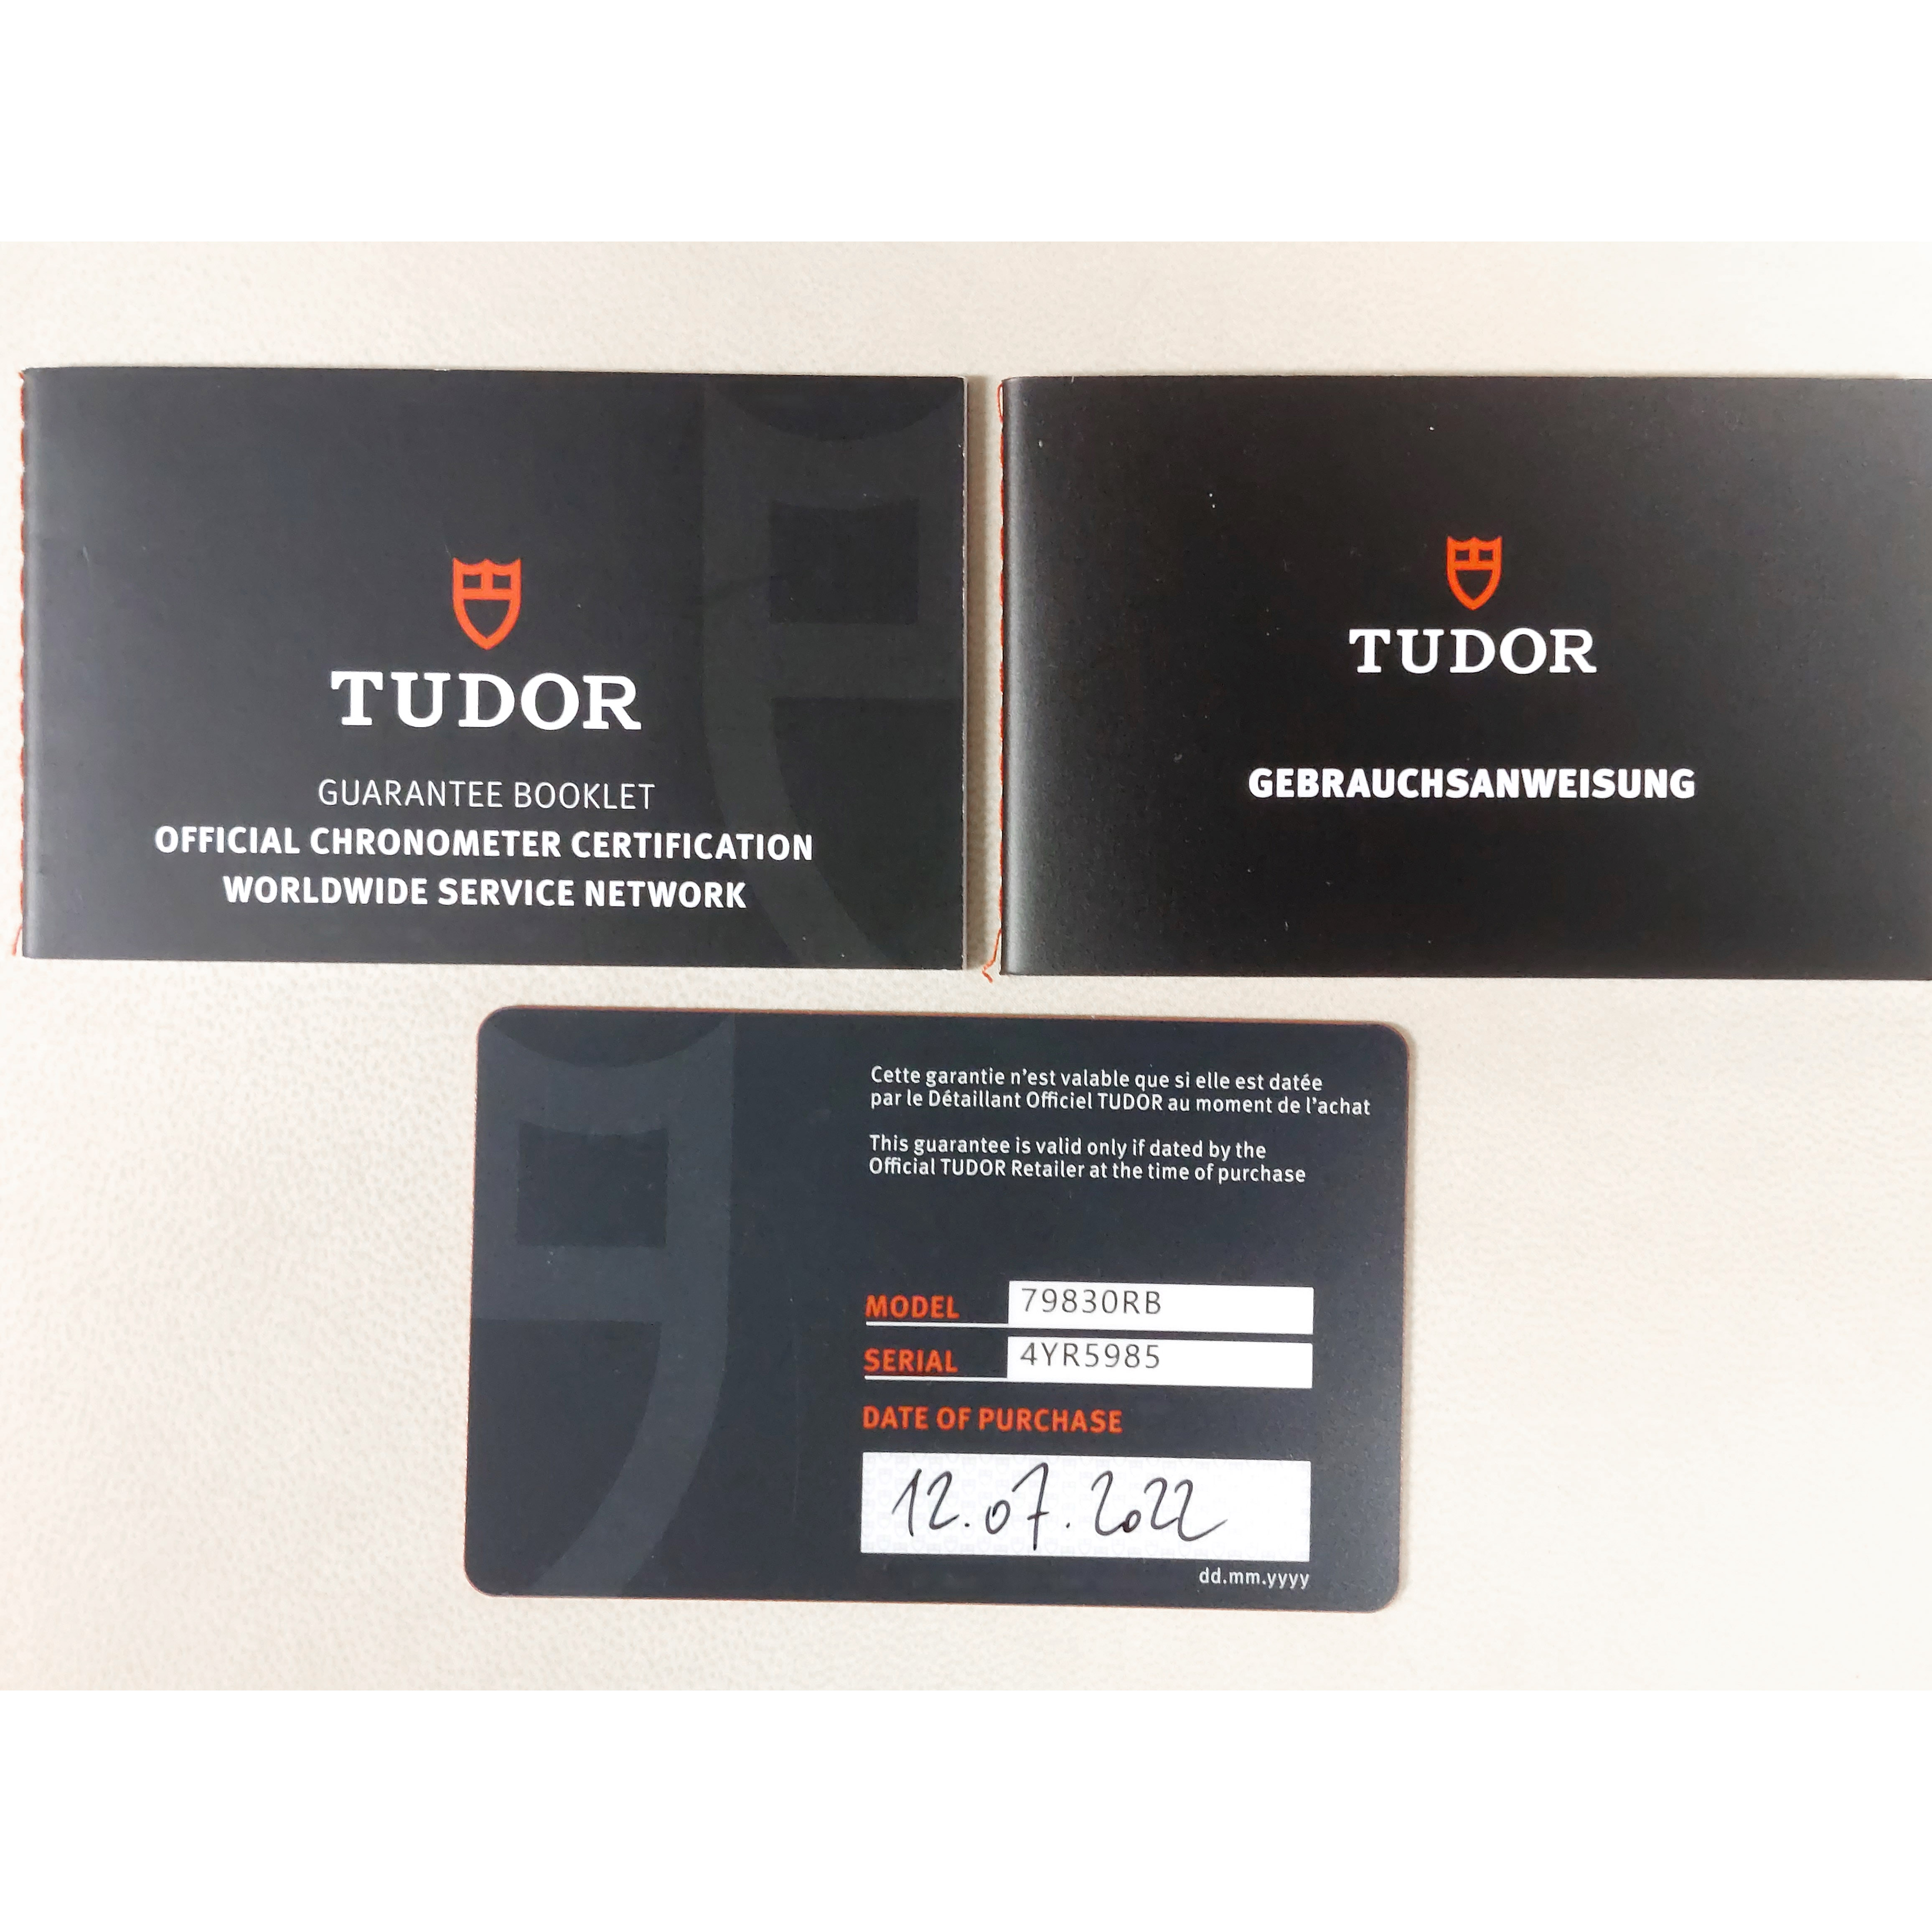 TUDOR
GUARANTEE BOOKLET
OFFICIAL CHRONOMETER CERTIFICATION
WORLDWIDE SERVICE NETWORK
TUDOR
GEBRAUCHSANWEISUNG
Cette garantie n'est valable que si elle est datée
par le Détaillant Officiel TUDOR au moment de l'achat
This guarantee is valid only if dated by the
Official TUDOR Retailer at the time of purchase
MODEL 79830RB
SERIAL 4YR5985
DATE OF PURCHASE
12.07.2022
dd.mm.yyyy